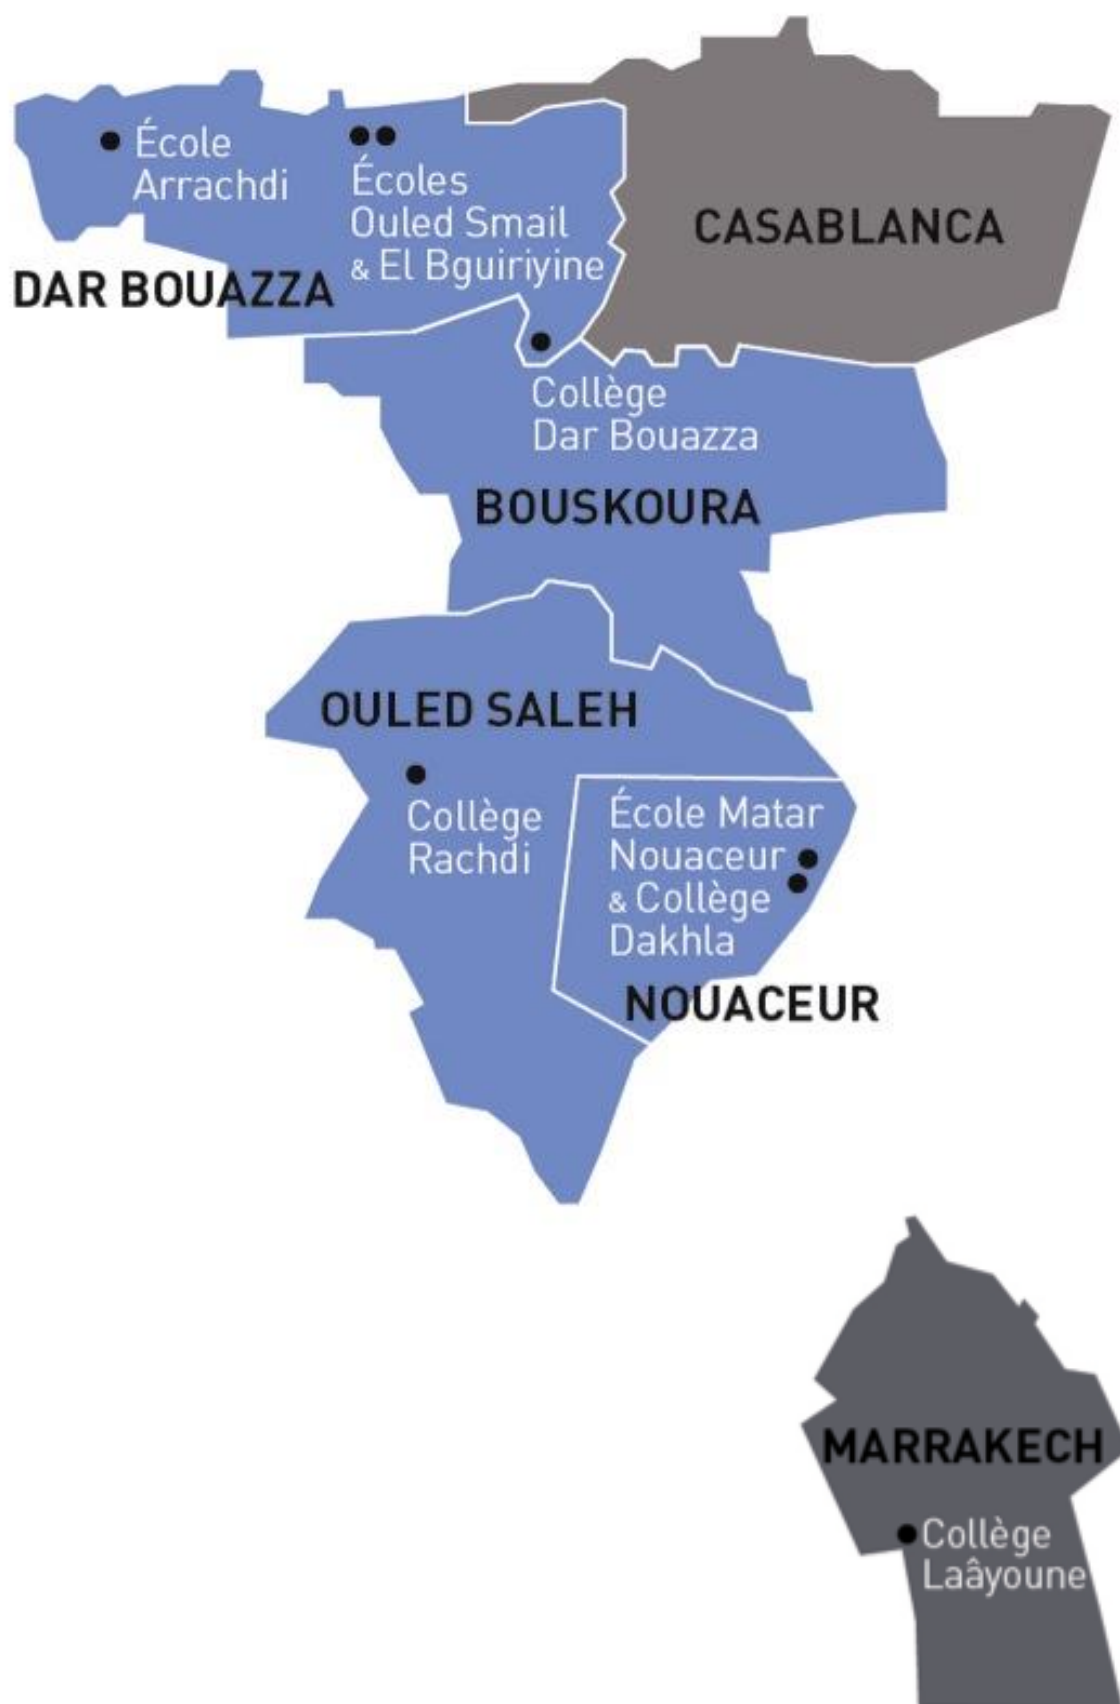 École
Arrachdi
Écoles
Ouled Smail
& El Bguiriyine
CASABLANCA
DAR BOUAZZA
Collège
Dar Bouazza
BOUSKOURA
OULED SALEH
Collège
Rachdi
École Matar
Nouaceur
& Collège
Dakhla
NOUACEUR
MARRAKECH
Collège
Laâyoune